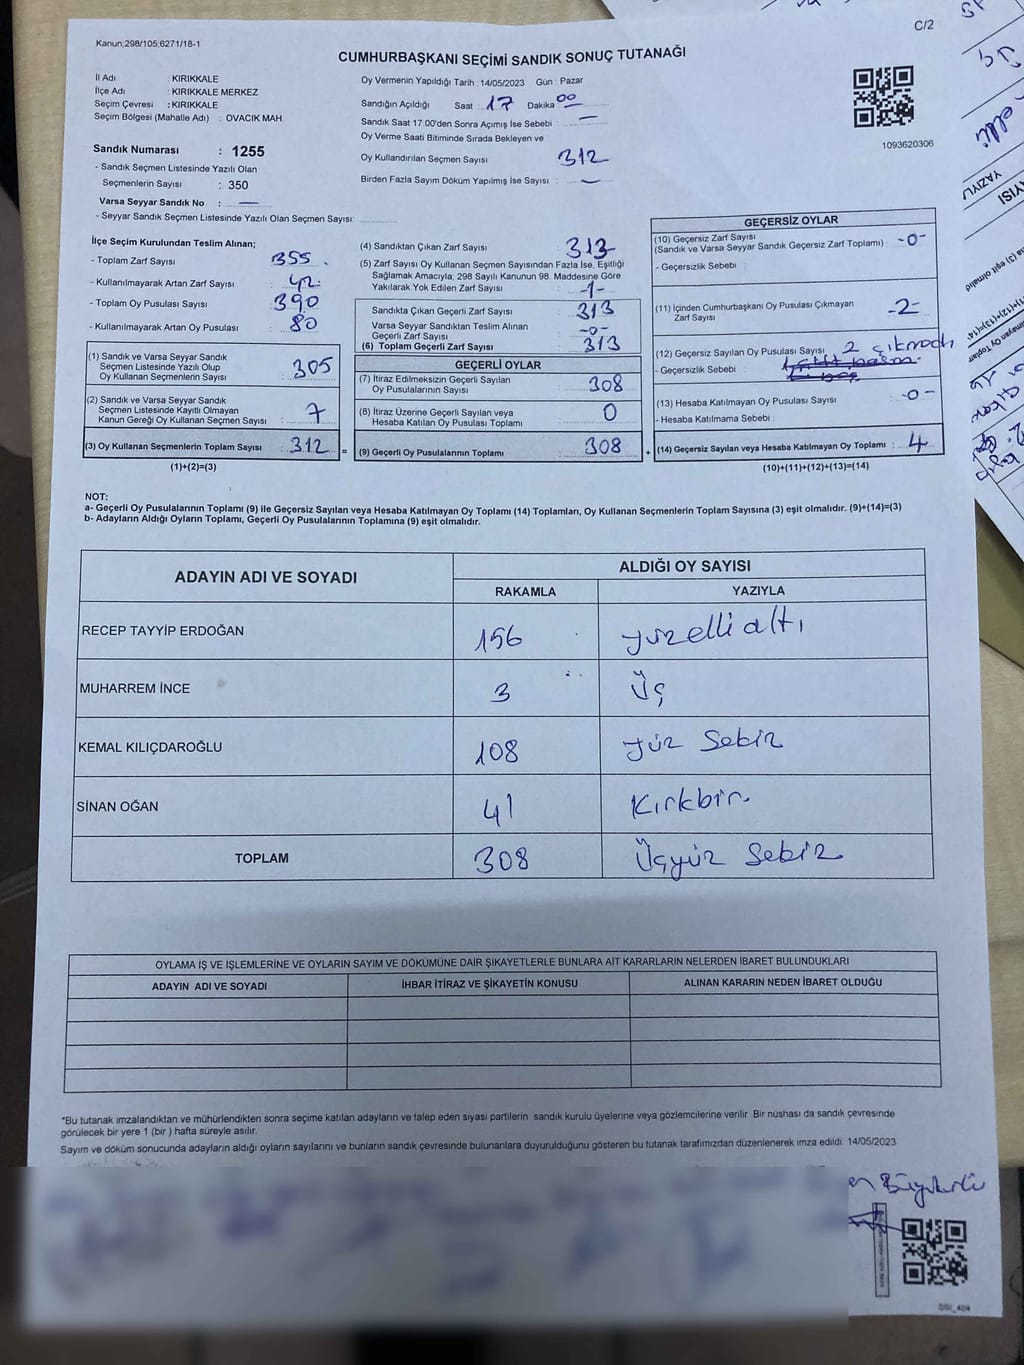 C/2
Kanun;298/105;6271/18-1
CUMHURBAŞKANI SEÇİMİ SANDIK SONUÇ TUTANAĞI
İl Adı : KIRIKKALE
İlçe Adı : KIRIKKALE MERKEZ
Seçim Çevresi : KIRIKKALE
Seçim Bölgesi (Mahalle Adı) : OVACIK MAH
Oy Vermenin Yapıldığı Tarih : 14/05/2023 Gün : Pazar
Sandığın Açıldığı Saat : 17 Dakika 00
Sandık Saat 17:00'den Sonra Açımış İse Sebebi : —
Oy Verme Saati Bitiminde Sırada Bekleyen ve
Oy Kullandırılan Seçmen Sayısı 312
Birden Fazla Sayım Döküm Yapılmış İse Sayısı : —
1093620306
Sandık Numarası : 1255
- Sandık Seçmen Listesinde Yazılı Olan
Seçmenlerin Sayısı : 350
Varsa Seyyar Sandık No : —
- Seyyar Sandık Seçmen Listesinde Yazılı Olan Seçmen Sayısı:
İlçe Seçim Kurulundan Teslim Alınan;
- Toplam Zarf Sayısı 355
- Kullanılmayarak Artan Zarf Sayısı : 42
- Toplam Oy Pusulası Sayısı 390
- Kullanılmayarak Artan Oy Pusulası : 80
(1) Sandık ve Varsa Seyyar Sandık
Seçmen Listesinde Yazılı Olup
Oy Kullanan Seçmenlerin Sayısı 305
(2) Sandık ve Varsa Seyyar Sandık
Seçmen Listesinde Kayıtlı Olmayan
Kanun Gereği Oy Kullanan Seçmen Sayısı 7
(3) Oy Kullanan Seçmenlerin Toplam Sayısı : 312 =
(1)+(2)=(3)
(4) Sandıktan Çıkan Zarf Sayısı 313
(5) Zarf Sayısı Oy Kullanan Seçmen Sayısından Fazla İse, Eşitliği
Sağlamak Amacıyla, 298 Sayılı Kanunun 98. Maddesine Göre
Yakılarak Yok Edilen Zarf Sayısı -1-
Sandıkta Çıkan Geçerli Zarf Sayısı 313
Varsa Seyyar Sandıktan Teslim Alınan
Geçerli Zarf Sayısı -0-
(6) Toplam Geçerli Zarf Sayısı 313
GEÇERLİ OYLAR
(7) İtiraz Edilmeksizin Geçerli Sayılan
Oy Pusulalarının Sayısı 308
(8) İtiraz Üzerine Geçerli Sayılan veya
Hesaba Katılan Oy Pusulası Toplamı 0
(9) Geçerli Oy Pusulalarının Toplamı 308 +
GEÇERSİZ OYLAR
(10) Geçersiz Zarf Sayısı
(Sandık ve Varsa Seyyar Sandık Geçersiz Zarf Toplamı) : -0-
- Geçersizlik Sebebi :
(11) İçinden Cumhurbaşkanı Oy Pusulası Çıkmayan
Zarf Sayısı -2-
(12) Geçersiz Sayılan Oy Pusulası Sayısı 2 çıkmadı
- Geçersizlik Sebebi :
(13) Hesaba Katılmayan Oy Pusulası Sayısı -0-
- Hesaba Katılmama Sebebi :
(14) Geçersiz Sayılan veya Hesaba Katılmayan Oy Toplamı : 4
(10)+(11)+(12)+(13)=(14)
NOT:
a- Geçerli Oy Pusulalarının Toplamı (9) ile Geçersiz Sayılan veya Hesaba Katılmayan Oy Toplamı (14) Toplamları, Oy Kullanan Seçmenlerin Toplam Sayısına (3) eşit olmalıdır. (9)+(14)=(3)
b- Adayların Aldığı Oyların Toplamı, Geçerli Oy Pusulalarının Toplamına (9) eşit olmalıdır.
ADAYIN ADI VE SOYADI
ALDIĞI OY SAYISI
RAKAMLA YAZIYLA
RECEP TAYYİP ERDOĞAN 156 yüzelli altı
MUHARREM İNCE 3 Üç
KEMAL KILIÇDAROĞLU 108 yüz Sekiz
SİNAN OĞAN 41 Kırkbir
TOPLAM 308 Üçyüz Sekiz
OYLAMA İŞ VE İŞLEMLERİNE VE OYLARIN SAYIM VE DÖKÜMÜNE DAİR ŞİKAYETLERLE BUNLARA AİT KARARLARIN NELERDEN İBARET BULUNDUKLARI
ADAYIN ADI VE SOYADI İHBAR İTİRAZ VE ŞİKAYETİN KONUSU ALINAN KARARIN NEDEN İBARET OLDUĞU
*Bu tutanak imzalandıktan ve mühürlendikten sonra seçime katılan adayların ve talep eden siyasi partilerin sandık kurulu üyelerine veya gözlemcilerine verilir .Bir nüshası da sandık çevresinde
görülecek bir yere 1 (bir ) hafta süreyle asılır.
Sayım ve döküm sonucunda adayların aldığı oyların sayılarını ve bunların sandık çevresinde bulunanlara duyurulduğunu gösteren bu tutanak tarafımızdan düzenlenerek imza edildi. 14/05/2023